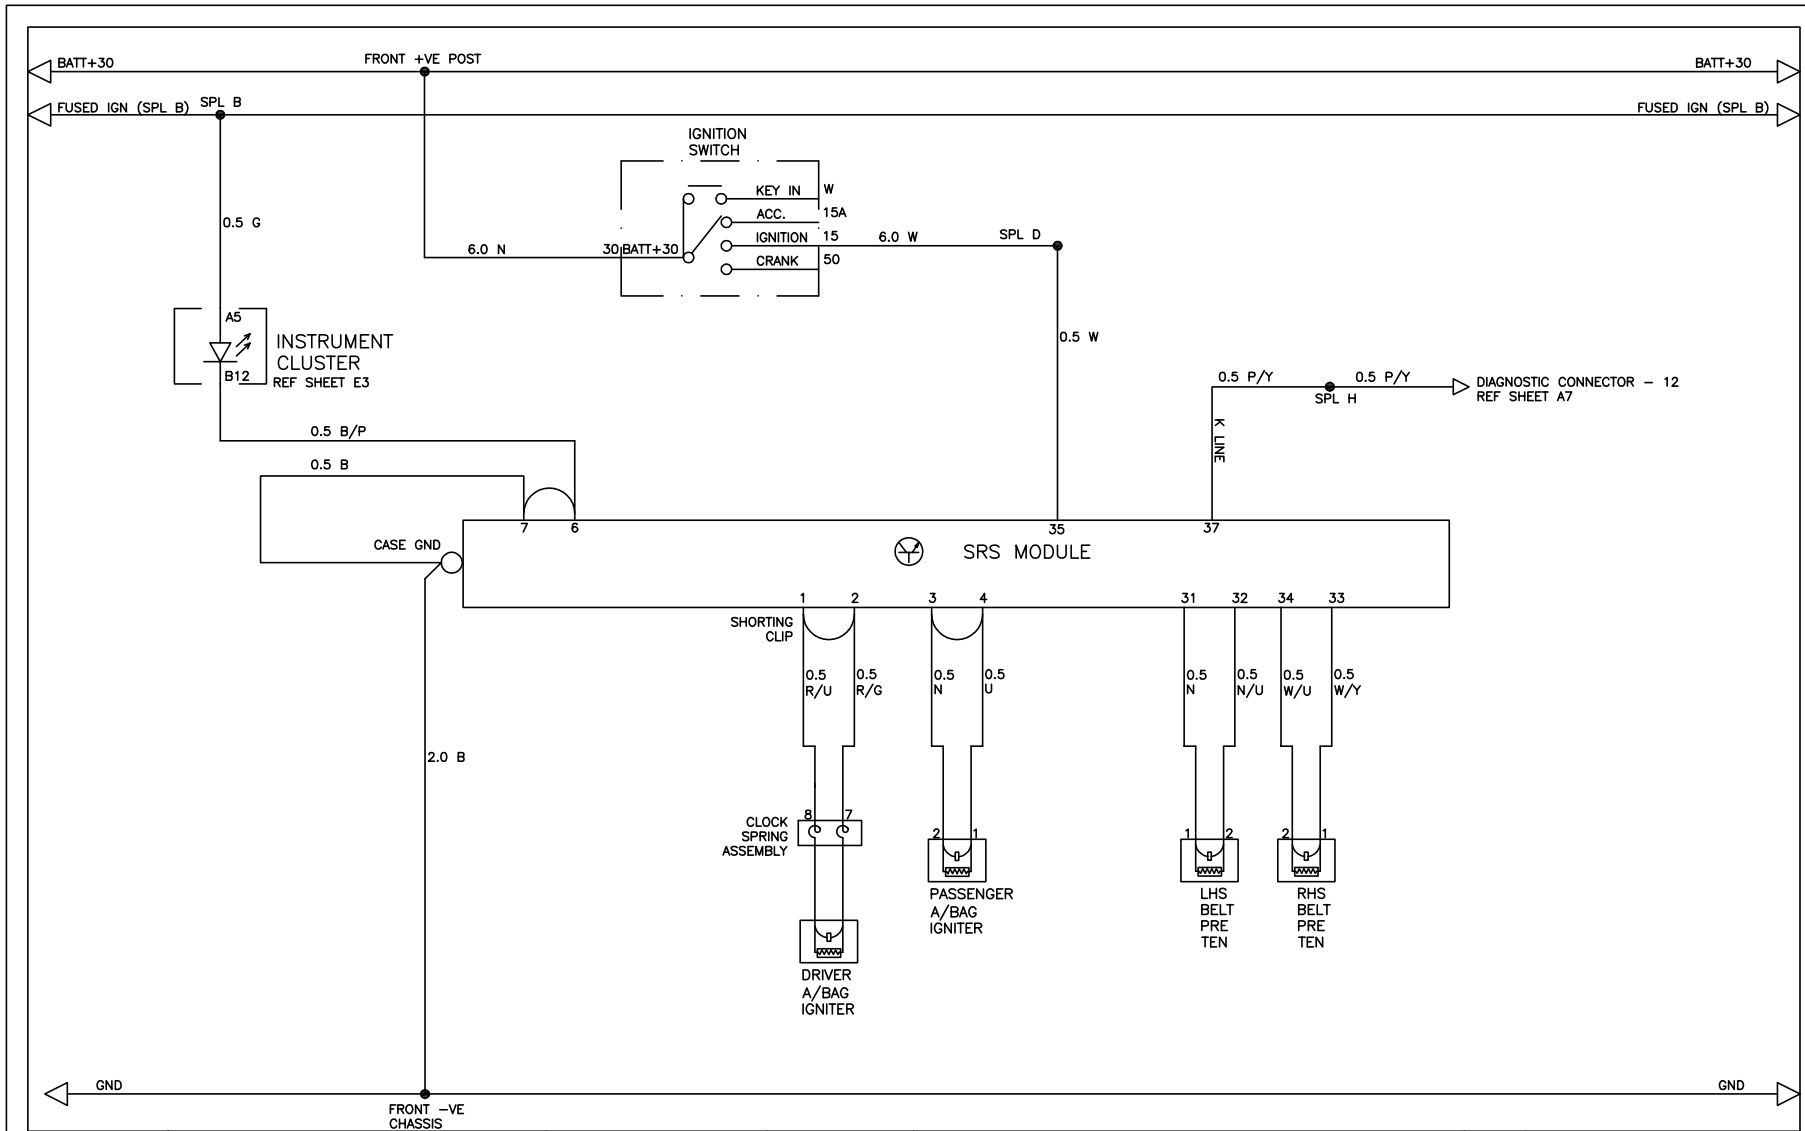 BATT+30
FRONT +VE POST
BATT+30
FUSED IGN (SPL B)
SPL B
FUSED IGN (SPL B)
IGNITION
SWITCH
KEY IN
W
ACC.
15A
IGNITION
15
CRANK
50
30
BATT+30
6.0 N
6.0 W
SPL D
0.5 G
0.5 W
A5
B12
INSTRUMENT
CLUSTER
REF SHEET E3
0.5 P/Y
0.5 P/Y
SPL H
DIAGNOSTIC CONNECTOR - 12
REF SHEET A7
K LINE
0.5 B/P
0.5 B
7
6
35
37
CASE GND
SRS MODULE
1
2
3
4
31
32
34
33
SHORTING
CLIP
0.5
R/U
0.5
R/G
0.5
N
0.5
U
0.5
N
0.5
N/U
0.5
W/U
0.5
W/Y
2.0 B
CLOCK
SPRING
ASSEMBLY
8
7
2
1
1
2
2
1
PASSENGER
A/BAG
IGNITER
LHS
BELT
PRE
TEN
RHS
BELT
PRE
TEN
DRIVER
A/BAG
IGNITER
GND
GND
FRONT -VE
CHASSIS